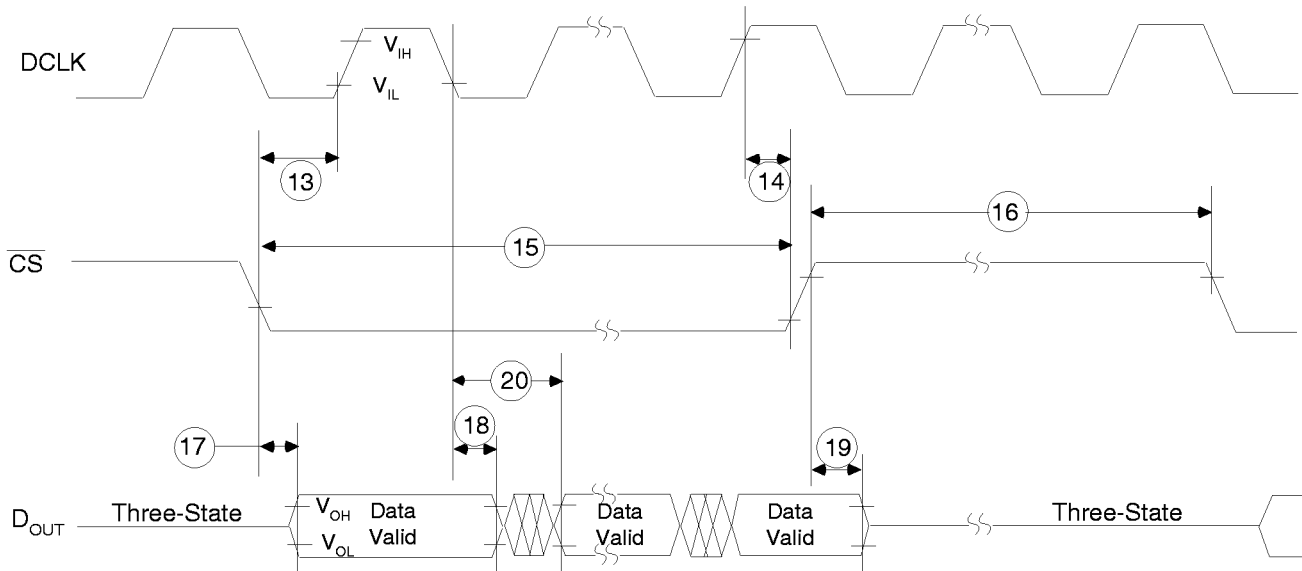 DCLK
V_IH
V_IL
13
14
16
15
CS
20
18
17
19
D_OUT
Three-State
V_OH
V_OL
Data
Valid
Data
Valid
Data
Valid
Three-State